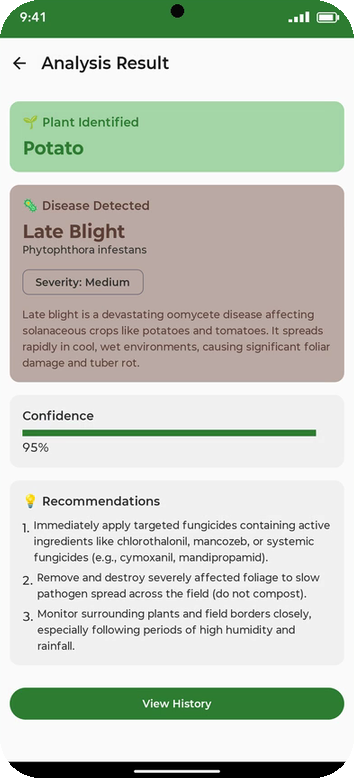 9:41
Analysis Result
🌱 Plant Identified
Potato
🦠 Disease Detected
Late Blight
Phytophthora infestans
Severity: Medium
Late blight is a devastating oomycete disease affecting
solanaceous crops like potatoes and tomatoes. It spreads
rapidly in cool, wet environments, causing significant foliar
damage and tuber rot.
Confidence
95%
💡 Recommendations
1. Immediately apply targeted fungicides containing active
ingredients like chlorothalonil, mancozeb, or systemic
fungicides (e.g., cymoxanil, mandipropamid).
2. Remove and destroy severely affected foliage to slow
pathogen spread across the field (do not compost).
3. Monitor surrounding plants and field borders closely,
especially following periods of high humidity and
rainfall.
View History